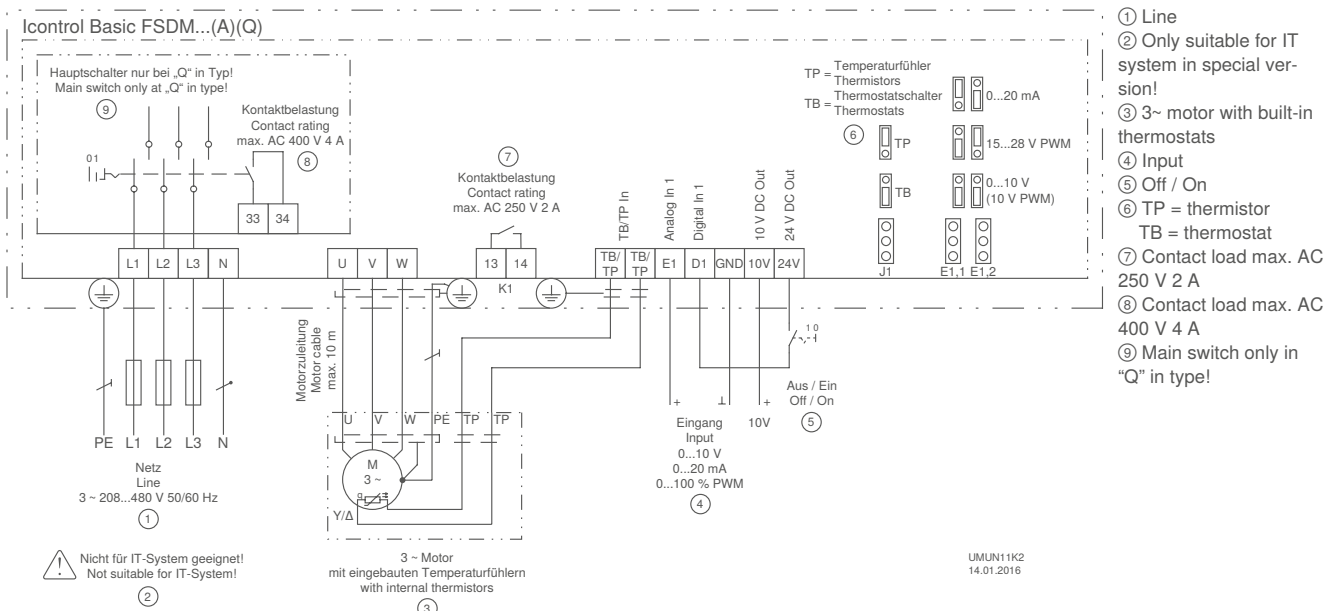 Icontrol Basic FSDM...(A)(Q)
Hauptschalter nur bei „Q“ in Typ!
Main switch only at „Q“ in type!
9
0 1
Kontaktbelastung
Contact rating
max. AC 400 V 4 A
8
33 34
7
Kontaktbelastung
Contact rating
max. AC 250 V 2 A
TB/TP In
Analog In 1
Digital In 1
10 V DC Out
24 V DC Out
TP = Temperaturfühler
Thermistors
TB = Thermostatschalter
Thermostats
6
TP
TB
J1
0...20 mA
15...28 V PWM
0...10 V
(10 V PWM)
E1,1 E1,2
L1 L2 L3 N
U V W
13 14
K1
TB/TP TB/TP E1 D1 GND 10V 24V
1 0
Motorzuleitung
Motor cable
max. 10 m
PE L1 L2 L3 N
Netz
Line
3 ~ 208...480 V 50/60 Hz
1
Nicht für IT-System geeignet!
Not suitable for IT-System!
2
U V W PE TP TP
M
3 ~
Y/Δ
3 ~ Motor
mit eingebauten Temperaturfühlern
with internal thermistors
3
+ ⊥ +
Eingang
Input
0...10 V
0...20 mA
0...100 % PWM
4
10V
Aus / Ein
Off / On
5
UMUN11K2
14.01.2016
① Line
② Only suitable for IT
system in special ver-
sion!
③ 3~ motor with built-in
thermostats
④ Input
⑤ Off / On
⑥ TP = thermistor
TB = thermostat
⑦ Contact load max. AC
250 V 2 A
⑧ Contact load max. AC
400 V 4 A
⑨ Main switch only in
“Q” in type!